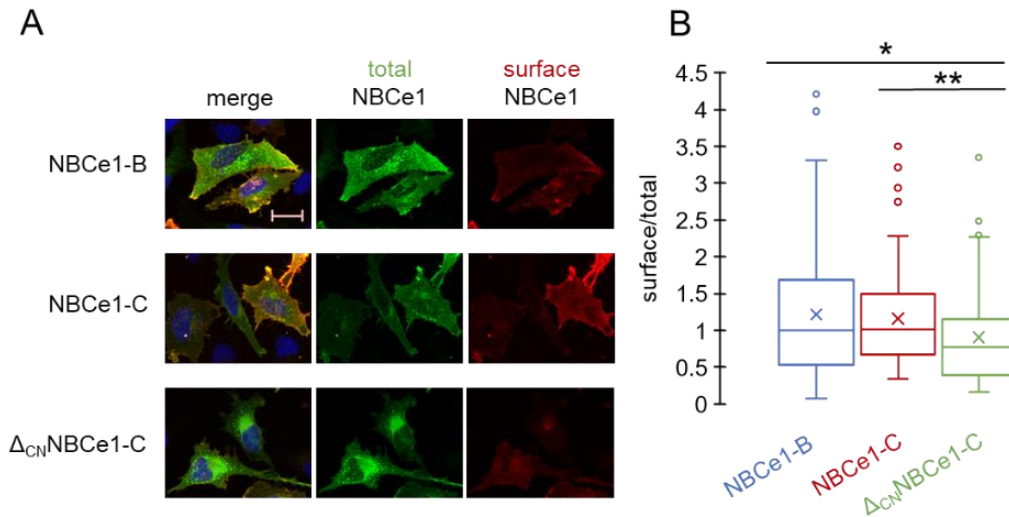 A
total
surface
merge
NBCe1
NBCe1
NBCe1-B
NBCe1-C
ΔCNNBCe1-C
B
*
**
surface/total
4.5
4
3.5
3
2.5
2
1.5
1
0.5
0
NBCe1-B
NBCe1-C
ΔCNNBCe1-C